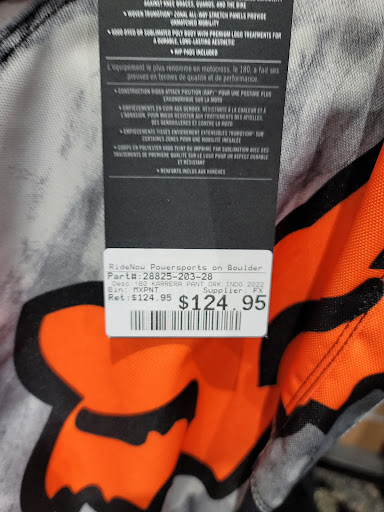 AGAINST KNEE BRACES, GUARDS, AND THE BIKE
• WOVEN TRUMOTION™ ZONAL ALL-WAY STRETCH PANELS PROVIDE
UNMATCHED MOBILITY
• 600D DYED OR SUBLIMATED POLY BODY WITH PREMIUM LOGO TREATMENTS FOR
A DURABLE, LONG-LASTING AESTHETIC
• HIP PADS INCLUDED
L'équipement le plus renommé en motocross, le 180, a fait ses
preuves en termes de qualité et de performance.
• CONSTRUCTION RIDER ATTACK POSITION (RAP)™ POUR UNE POSTURE PLUS
ERGONOMIQUE SUR LA MOTO
• EMPIÈCEMENTS EN CUIR AUX GENOUX, RÉSISTANTS À LA CHALEUR ET À
L'ABRASION, POUR MIEUX RÉSISTER AUX FROTTEMENTS DES ATTELLES,
DES GENOUILLÈRES ET CONTRE LA MOTO
• EMPIÈCEMENTS TISSÉS ENTIÈREMENT EXTENSIBLES TRUMOTION™ SUR
CERTAINES ZONES POUR UNE MOBILITÉ INÉGALÉE
• CORPS EN POLYESTER 600D TEINT OU IMPRIMÉ PAR SUBLIMATION AVEC DES
TRAITEMENTS DE PREMIÈRE QUALITÉ SUR LE LOGO POUR UN ASPECT DURABLE
ET RÉSISTANT
• RENFORTS INCLUS AUX HANCHES
RideNow Powersports on Boulder
Part#: 28825-203-28
Desc: 180 KARRERA PANT DRK INDO 2022
Bin: MXPNT Supplier: FX
Ret: $124.95 $124.95